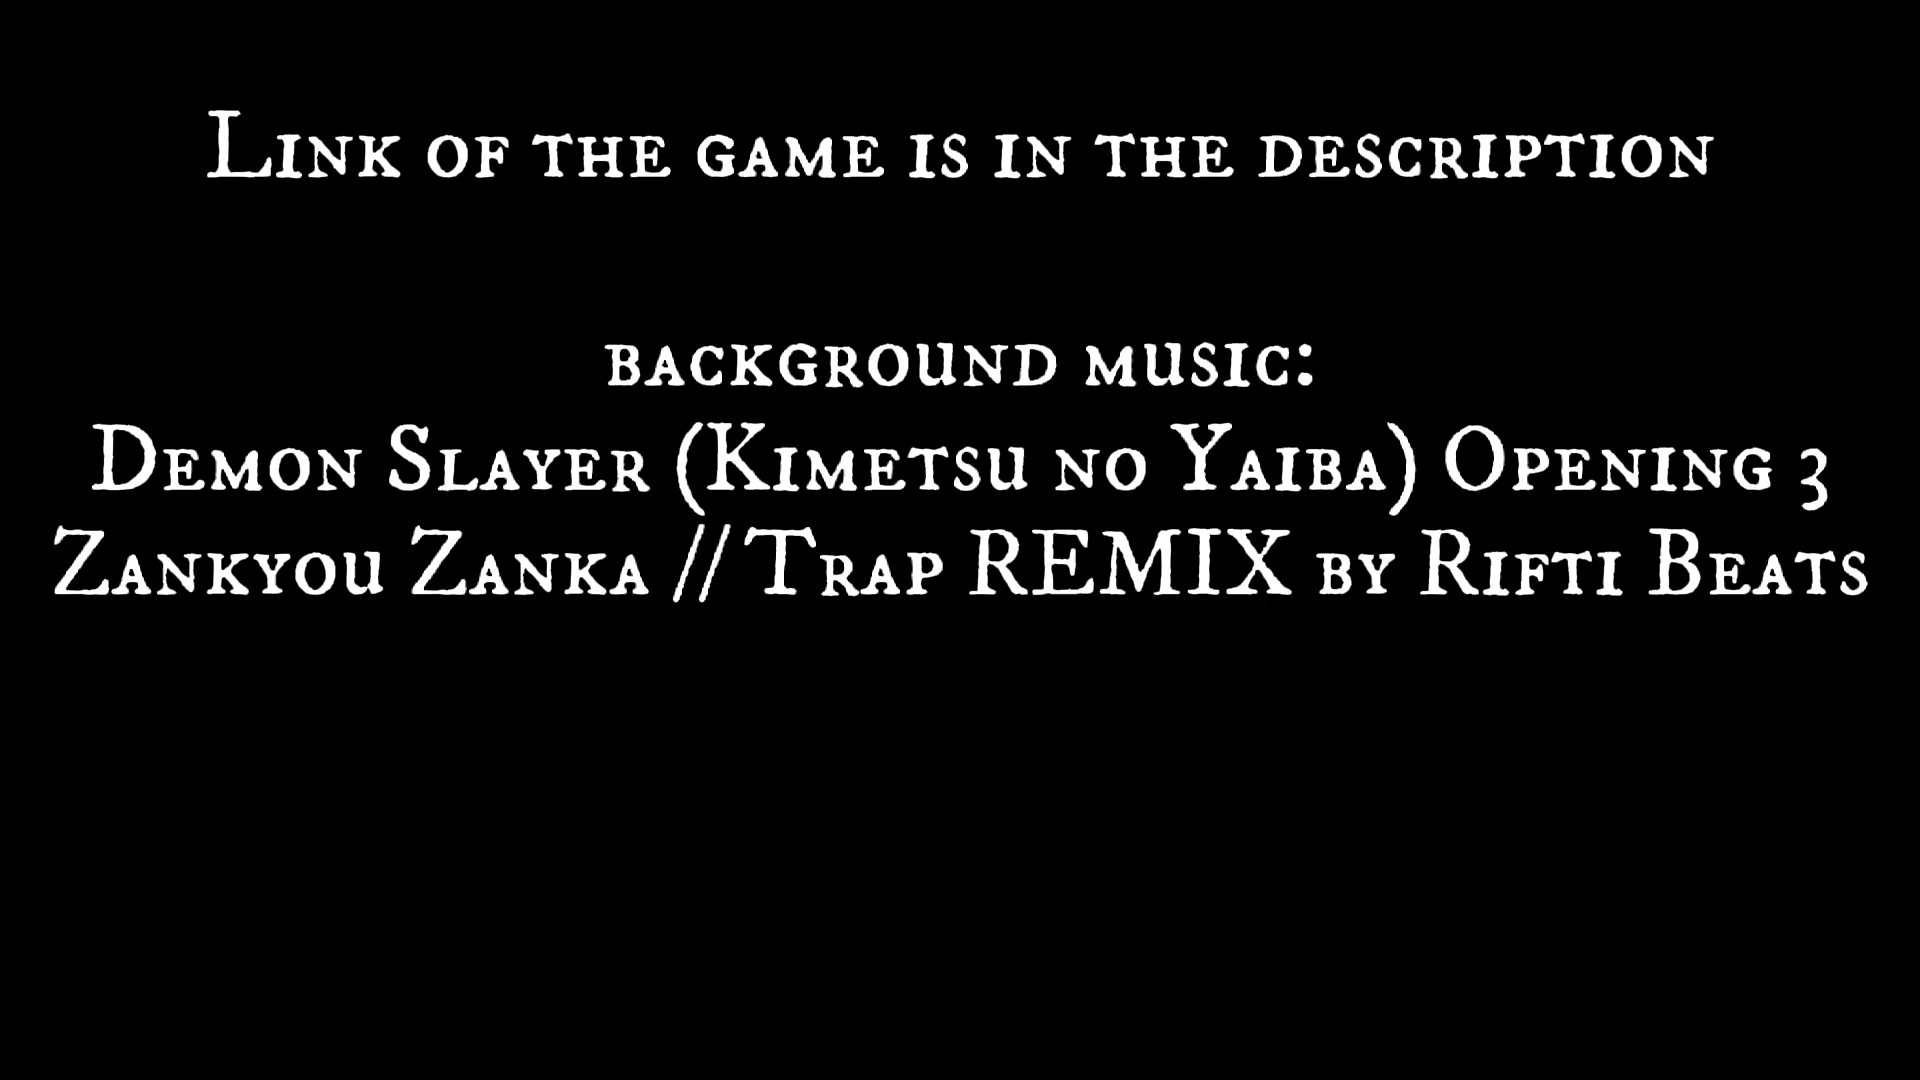 Link of the game is in the description
background music:
Demon Slayer (Kimetsu no Yaiba) Opening 3
Zankyou Zanka // Trap REMIX by Rifti Beats